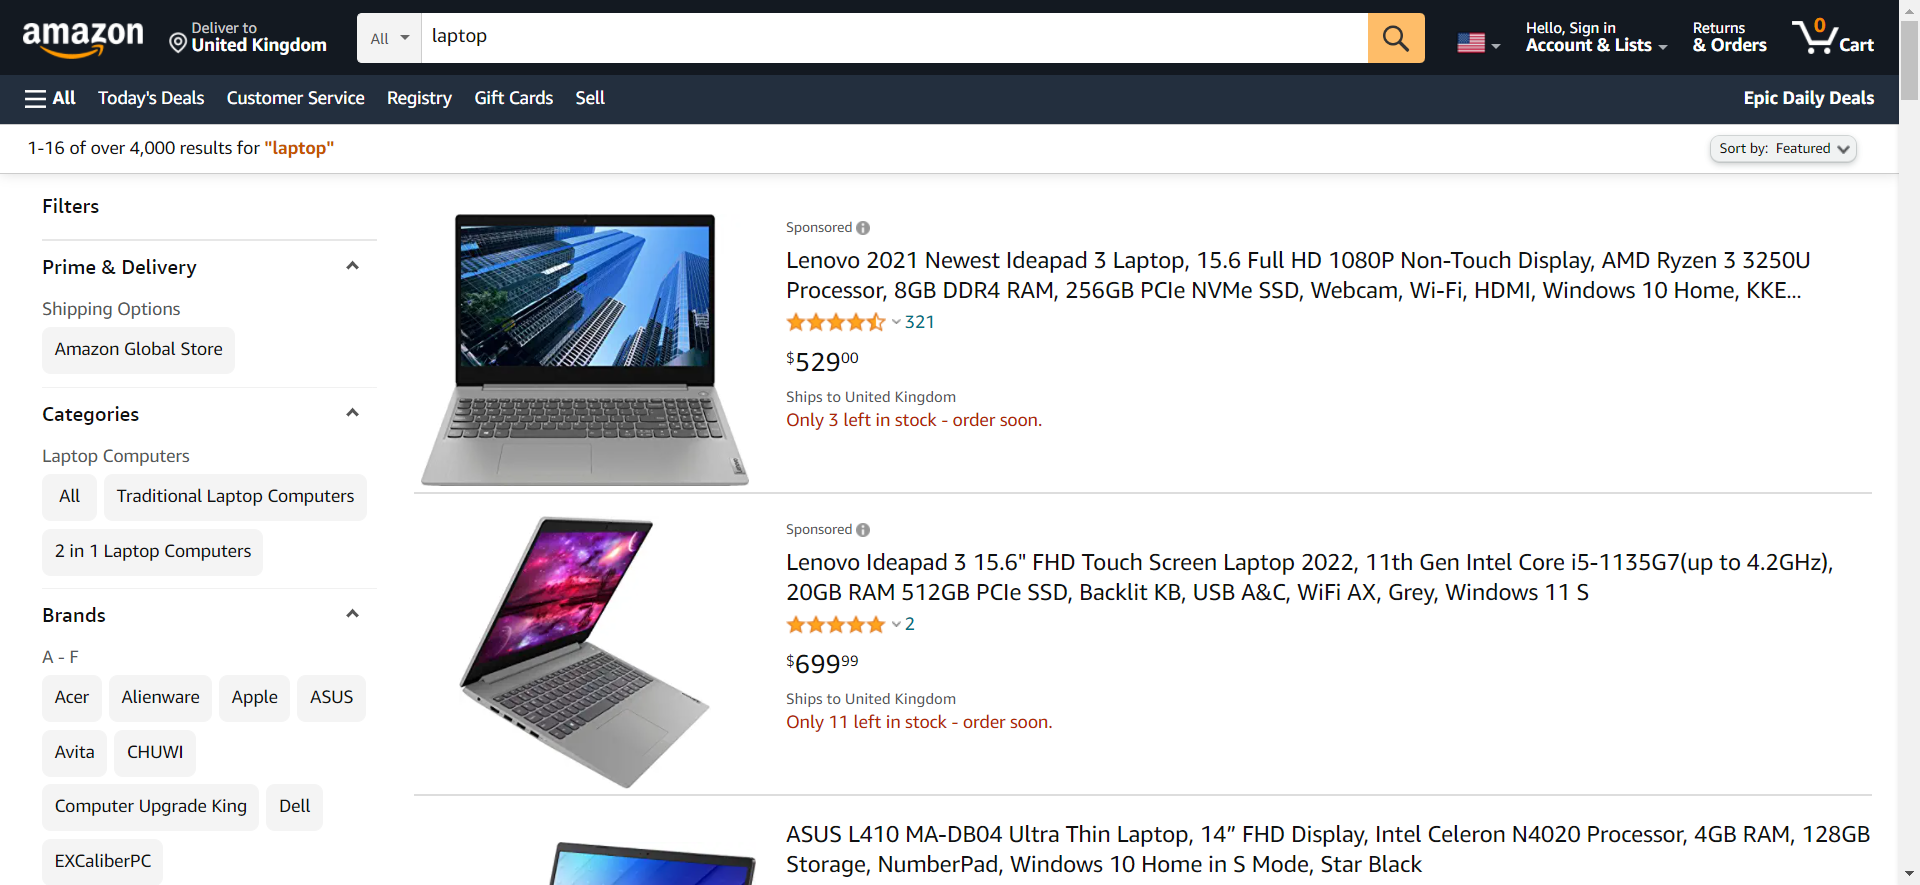 amazon
Deliver to
United Kingdom
All
laptop
Hello, Sign in
Account & Lists
Returns
& Orders
0
Cart
All
Today's Deals
Customer Service
Registry
Gift Cards
Sell
Epic Daily Deals
1-16 of over 4,000 results for "laptop"
Sort by: Featured
Filters
Prime & Delivery
Shipping Options
Amazon Global Store
Categories
Laptop Computers
All
Traditional Laptop Computers
2 in 1 Laptop Computers
Brands
A - F
Acer
Alienware
Apple
ASUS
Avita
CHUWI
Computer Upgrade King
Dell
EXCaliberPC
Sponsored
Lenovo 2021 Newest Ideapad 3 Laptop, 15.6 Full HD 1080P Non-Touch Display, AMD Ryzen 3 3250U
Processor, 8GB DDR4 RAM, 256GB PCIe NVMe SSD, Webcam, Wi-Fi, HDMI, Windows 10 Home, KKE...
321
$52900
Ships to United Kingdom
Only 3 left in stock - order soon.
Lenovo
Sponsored
Lenovo Ideapad 3 15.6" FHD Touch Screen Laptop 2022, 11th Gen Intel Core i5-1135G7(up to 4.2GHz),
20GB RAM 512GB PCIe SSD, Backlit KB, USB A&C, WiFi AX, Grey, Windows 11 S
2
$69999
Ships to United Kingdom
Only 11 left in stock - order soon.
ASUS L410 MA-DB04 Ultra Thin Laptop, 14” FHD Display, Intel Celeron N4020 Processor, 4GB RAM, 128GB
Storage, NumberPad, Windows 10 Home in S Mode, Star Black